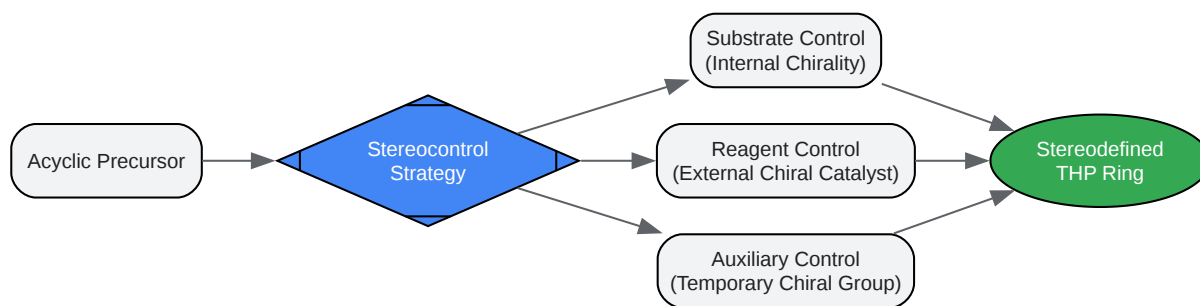 Acyclic Precursor
Stereocontrol
Strategy
Substrate Control
(Internal Chirality)
Reagent Control
(External Chiral Catalyst)
Auxiliary Control
(Temporary Chiral Group)
Stereodefined
THP Ring